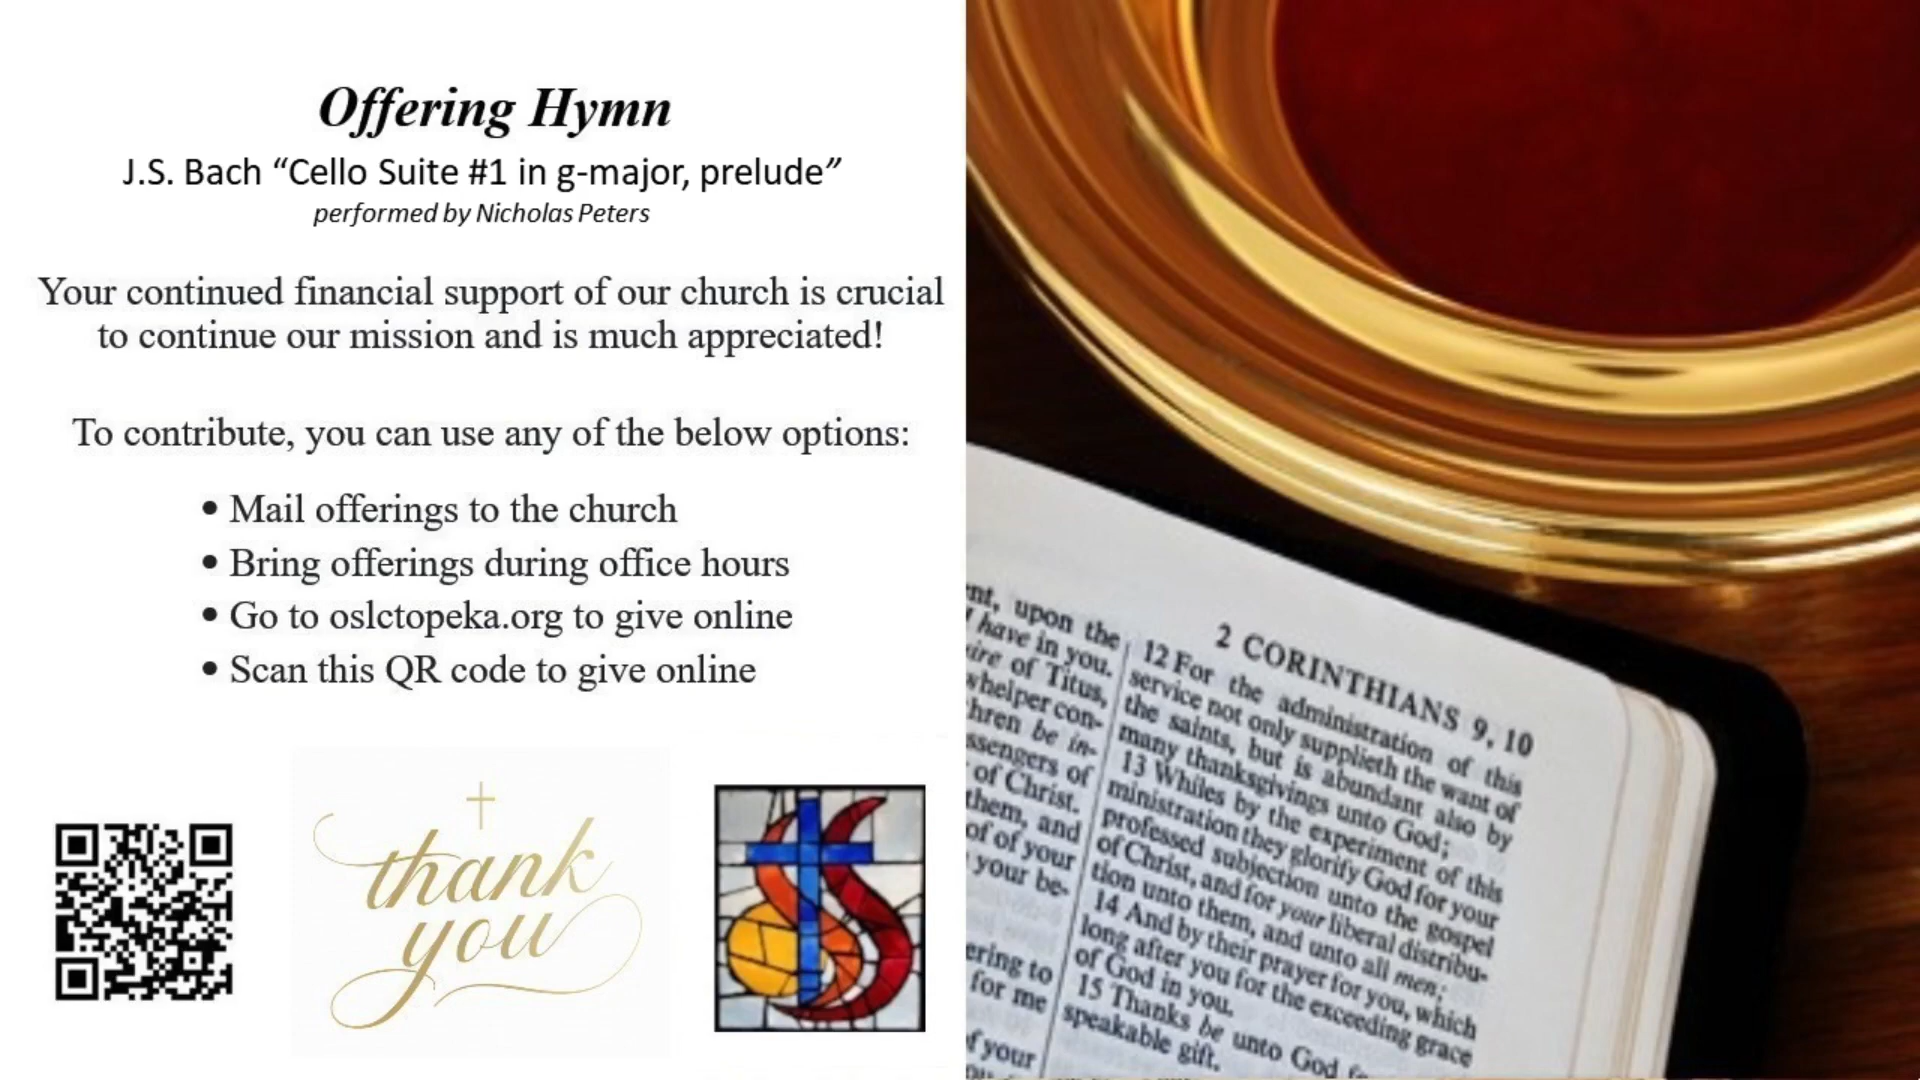 Offering Hymn
J.S. Bach “Cello Suite #1 in g-major, prelude”
performed by Nicholas Peters
Your continued financial support of our church is crucial
to continue our mission and is much appreciated!
To contribute, you can use any of the below options:
• Mail offerings to the church
• Bring offerings during office hours
• Go to oslctopeka.org to give online
• Scan this QR code to give online
thank
you
2 CORINTHIANS 9, 10
upon the
have in you.
of Titus,
whelper con-
be in-
of Christ.
them, and
of of your
your be-
to
for me
of your
12 For the administration of this
service not only supplieth the want of
the saints, but is abundant also by
many thanksgivings unto God;
13 Whiles by the experiment of this
ministration they glorify God for your
professed subjection unto the gospel
of Christ, and for your liberal distribu-
tion unto them, and unto all men;
14 And by their prayer for you, which
long after you for the exceeding grace
of God in you.
15 Thanks be unto God
speakable gift.